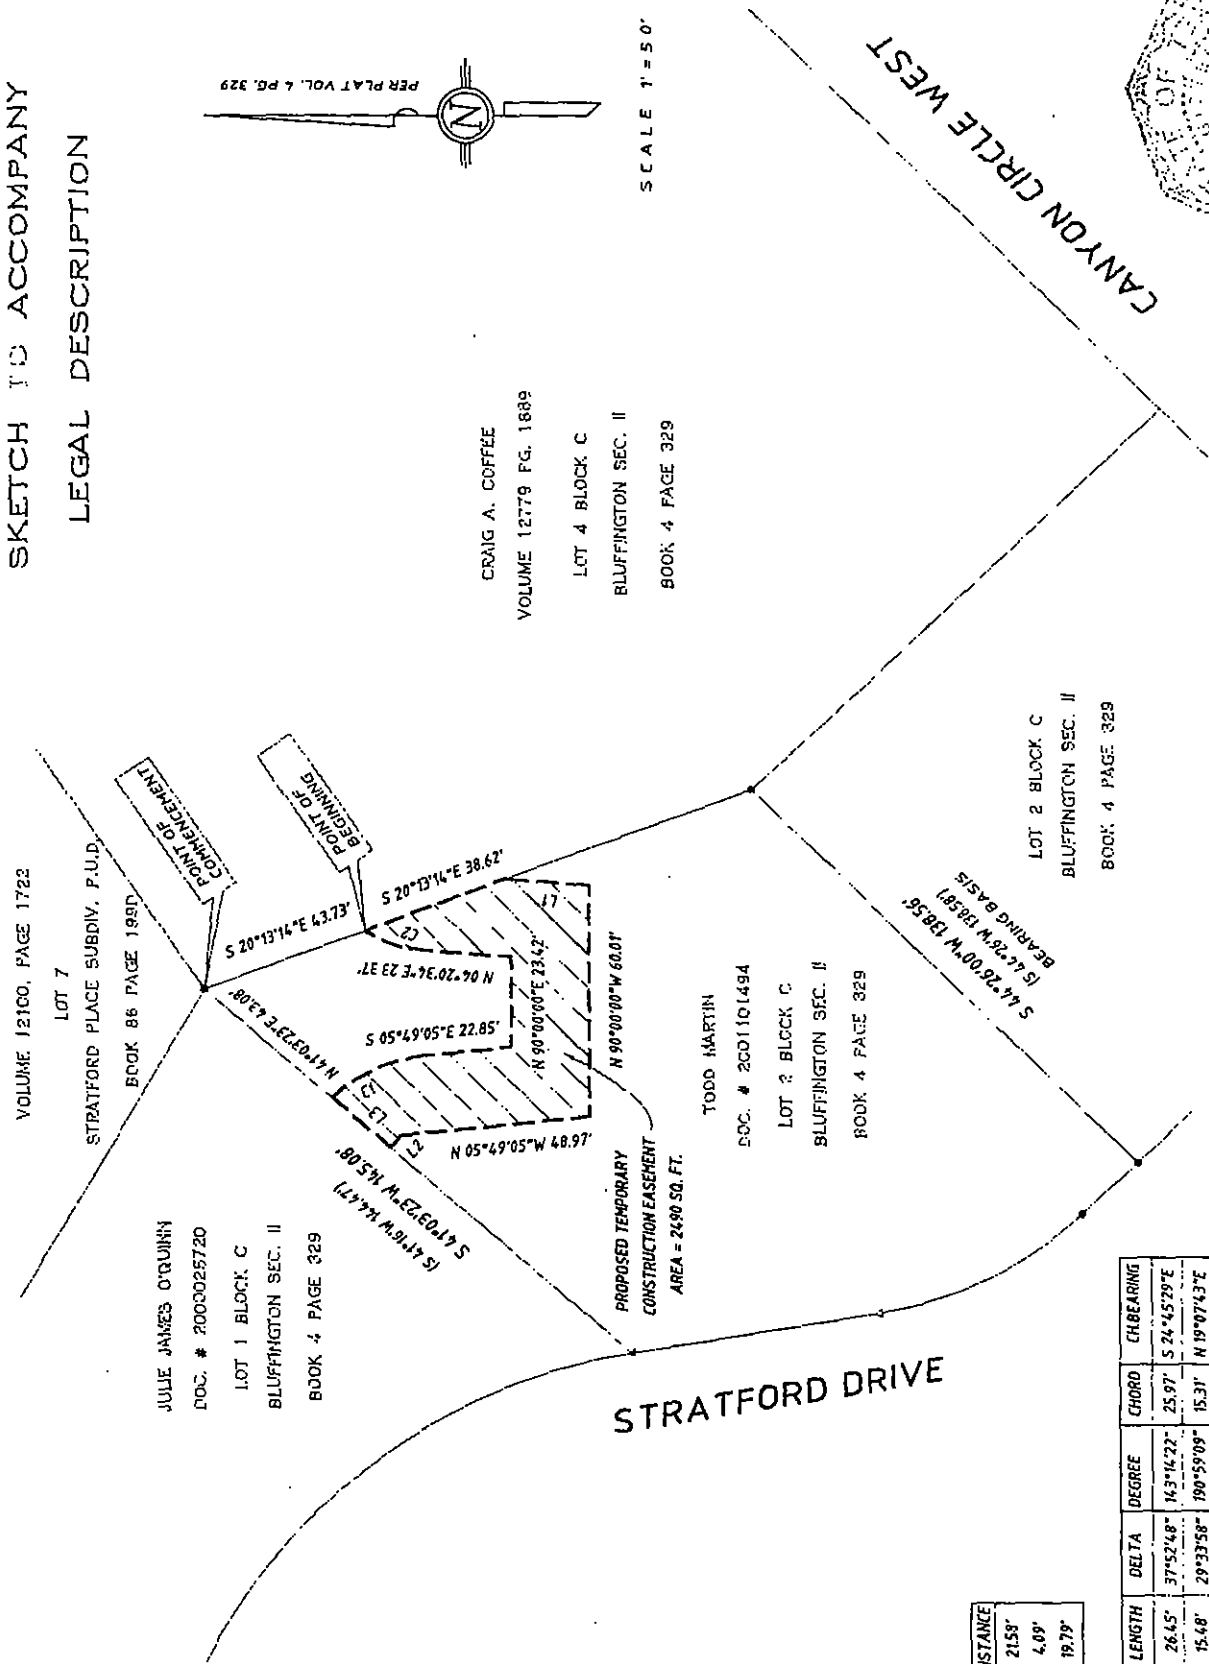 SKETCH TO ACCOMPANY
LEGAL DESCRIPTION
PER PLAT VOL. 4 PG. 329
N
SCALE 1"=50'
VOLUME 12100, PAGE 1722
LOT 7
STRATFORD PLACE SUBDIV. P.U.D.
BOOK 86 PAGE 199D
POINT OF
COMMENCEMENT
POINT OF
BEGINNING
CRAIG A. COFFEE
VOLUME 12779 PG. 1889
LOT 4 BLOCK C
BLUFFINGTON SEC. II
BOOK 4 PAGE 329
CANYON CIRCLE WEST
OF
JULIE JAMES O'QUINN
DOC. # 2000025720
LOT 1 BLOCK C
BLUFFINGTON SEC. II
BOOK 4 PAGE 329
S 20°13'14"E 43.73'
S 20°13'14"E 38.62'
N 41°03'23"E 43.08'
C2
N 04°20'34"E 23.37'
N 90°00'00"E 23.42'
L1
S 05°49'05"E 22.85'
L3
L2
N 05°49'05"W 48.97'
N 90°00'00"W 60.01'
(S 41°16'W 144.47')
S 41°03'23"W 145.08'
PROPOSED TEMPORARY
CONSTRUCTION EASEMENT
AREA = 2490 SQ. FT.
TODD MARTIN
DOC. # 2001101494
LOT 2 BLOCK C
BLUFFINGTON SEC. II
BOOK 4 PAGE 329
S 44°26'00"W 138.56'
(S 44°26'W 138.58')
BEARING BASIS
LOT 2 BLOCK C
BLUFFINGTON SEC. II
BOOK 4 PAGE 329
STRATFORD DRIVE
21.59'
4.09'
19.79'
LENGTH DELTA DEGREE CHORD CH.BEARING
26.45' 37°52'48" 143°14'22" 25.97' S 24°45'29"E
15.48' 29°33'58" 190°59'09" 15.31' N 19°07'43"E